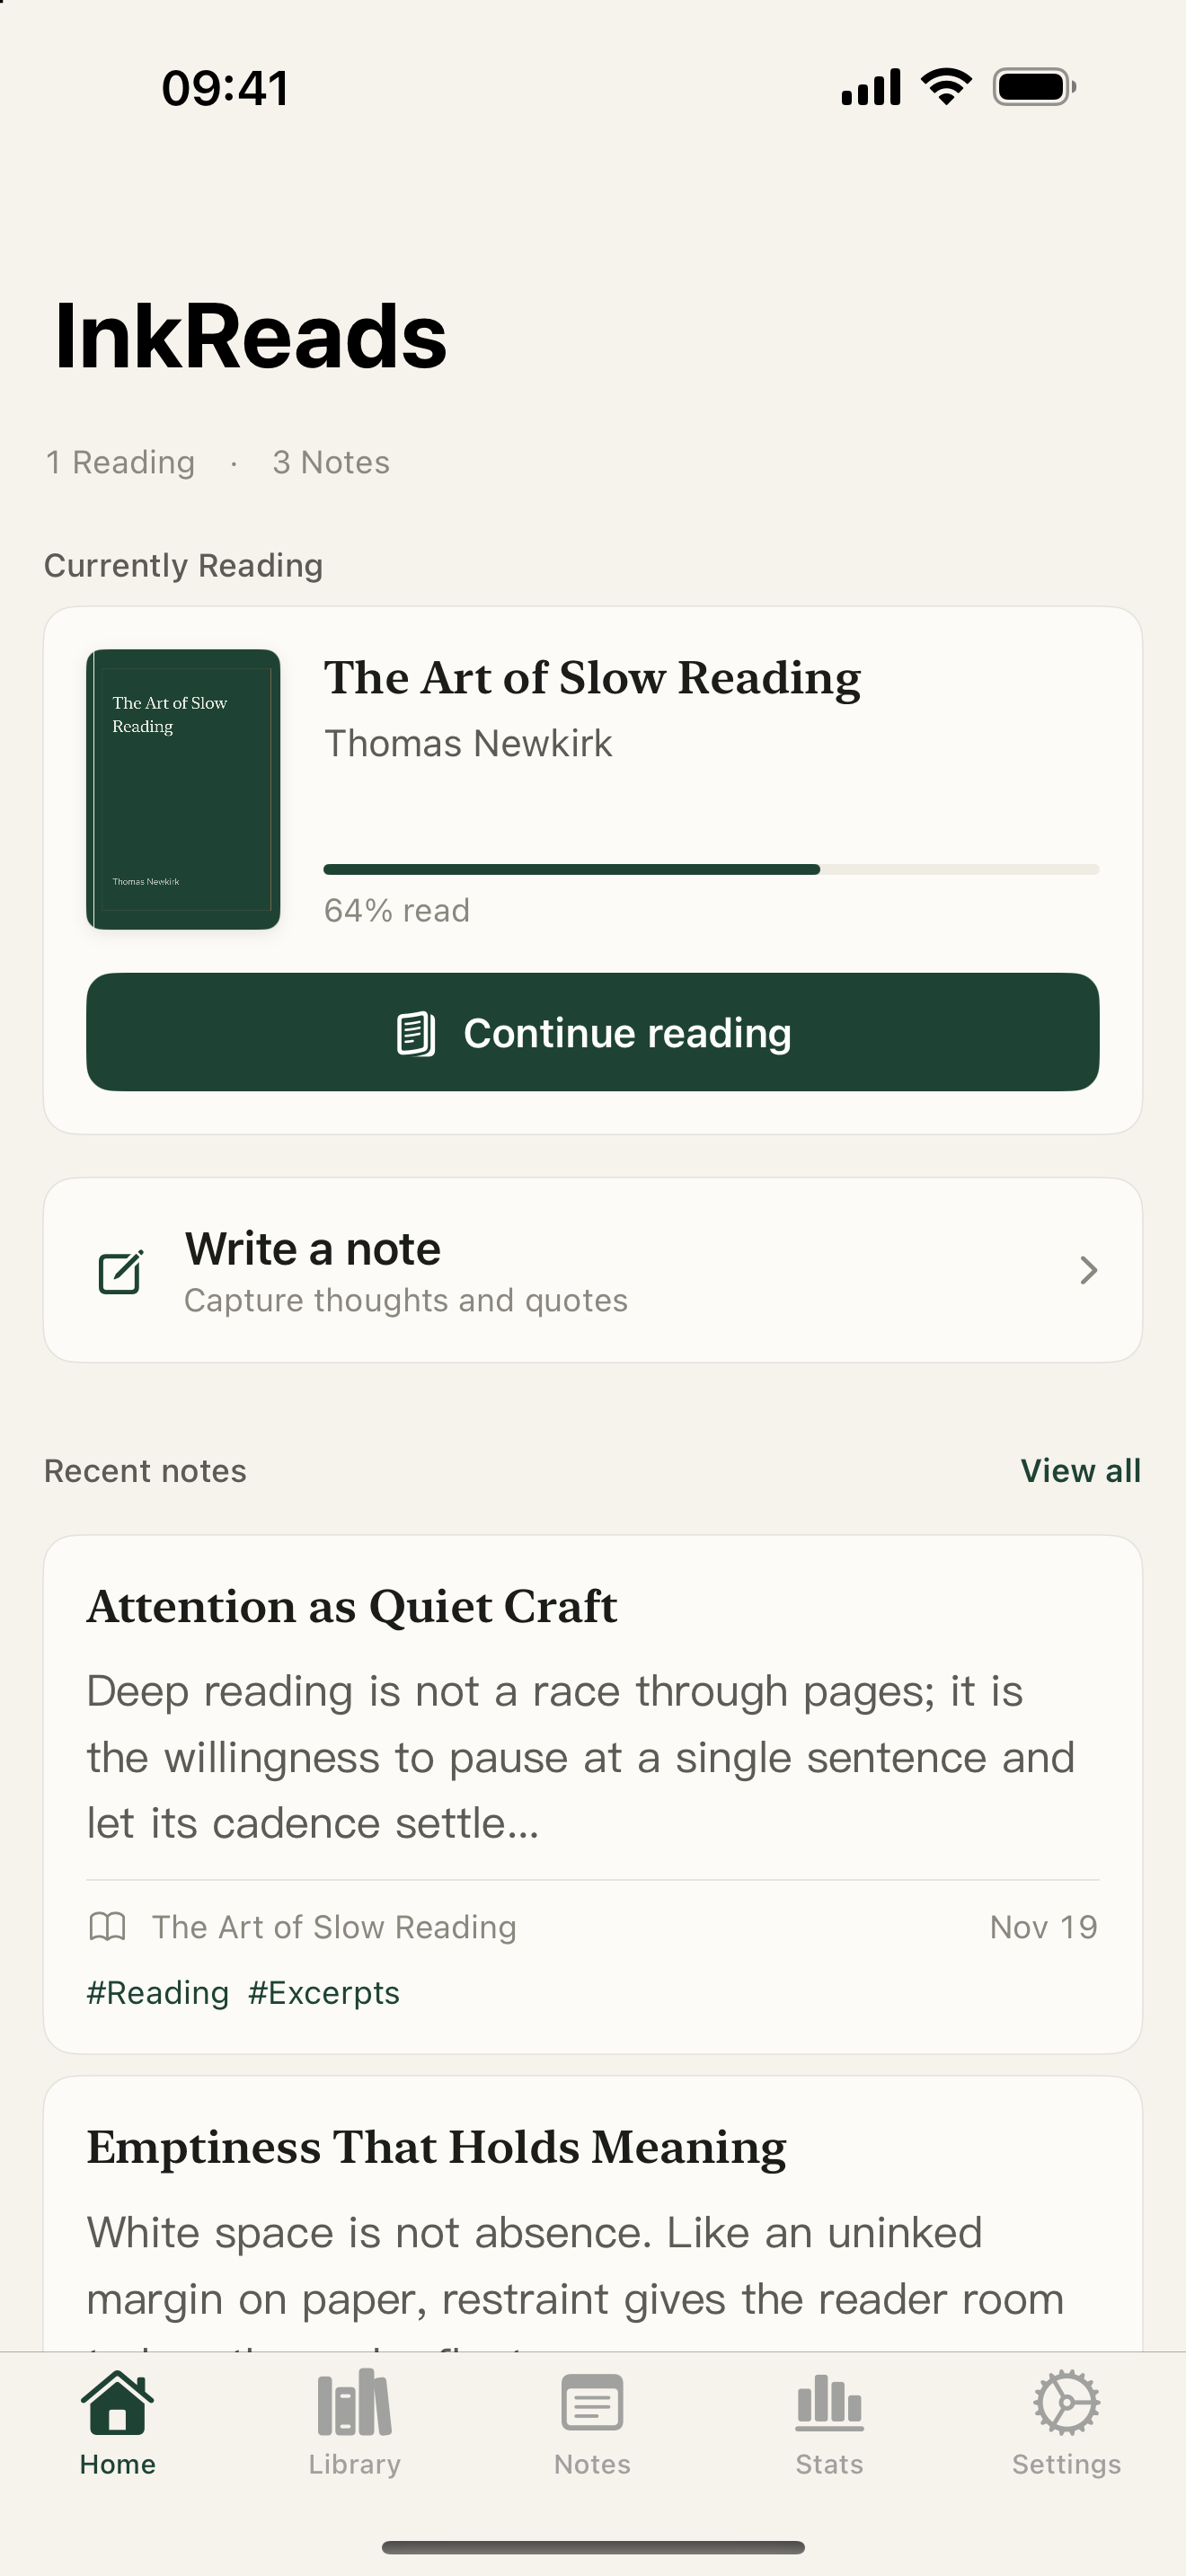 09:41
InkReads
1 Reading · 3 Notes
Currently Reading
The Art of Slow
Reading
Thomas Newkirk
The Art of Slow Reading
Thomas Newkirk
64% read
Continue reading
Write a note
Capture thoughts and quotes
Recent notes
View all
Attention as Quiet Craft
Deep reading is not a race through pages; it is
the willingness to pause at a single sentence and
let its cadence settle...
The Art of Slow Reading
Nov 19
#Reading #Excerpts
Emptiness That Holds Meaning
White space is not absence. Like an uninked
margin on paper, restraint gives the reader room
Home
Library
Notes
Stats
Settings